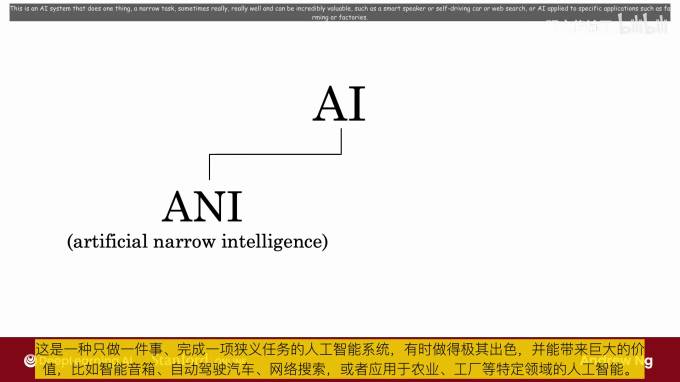 This is an AI system that does one thing, a narrow task, sometimes really, really well and can be incredibly valuable, such as a smart speaker or self-driving car or web search, or AI applied to specific applications such as fa
rming or factories.
bilibili
AI
ANI
(artificial narrow intelligence)
这是一种只做一件事、完成一项狭义任务的人工智能系统，有时做得极其出色，并能带来巨大的价
值，比如智能音箱、自动驾驶汽车、网络搜索，或者应用于农业、工厂等特定领域的人工智能。
DeepLearning.AI Stanford Andrew Ng